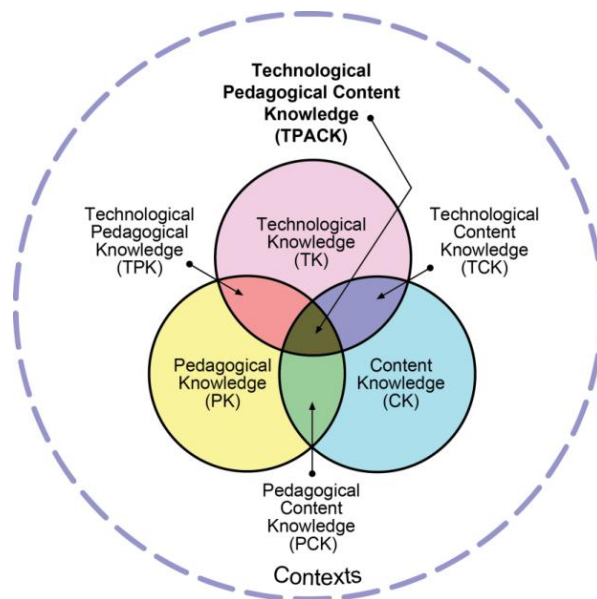 Technological
Pedagogical Content
Knowledge
(TPACK)
Technological
Pedagogical
Knowledge
(TPK)
Technological
Knowledge
(TK)
Technological
Content
Knowledge
(TCK)
Pedagogical
Knowledge
(PK)
Content
Knowledge
(CK)
Pedagogical
Content
Knowledge
(PCK)
Contexts